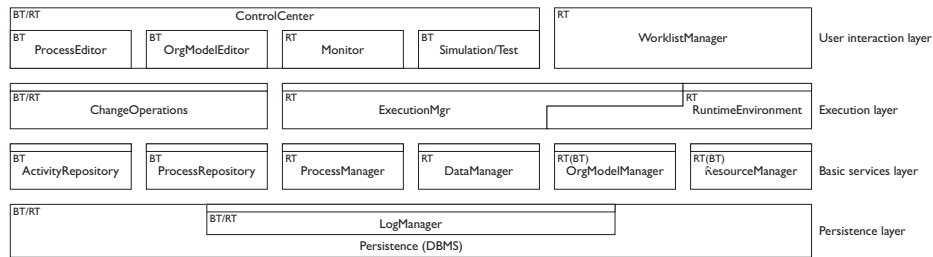 BT/RT ControlCenter RT
BT BT RT BT
ProcessEditor OrgModelEditor Monitor Simulation/Test WorklistManager User interaction layer
BT/RT RT RT
ChangeOperations ExecutionMgr RuntimeEnvironment Execution layer
BT BT RT RT RT(BT) RT(BT)
ActivityRepository ProcessRepository ProcessManager DataManager OrgModelManager ResourceManager Basic services layer
BT/RT BT/RT
LogManager Persistence layer
Persistence (DBMS)